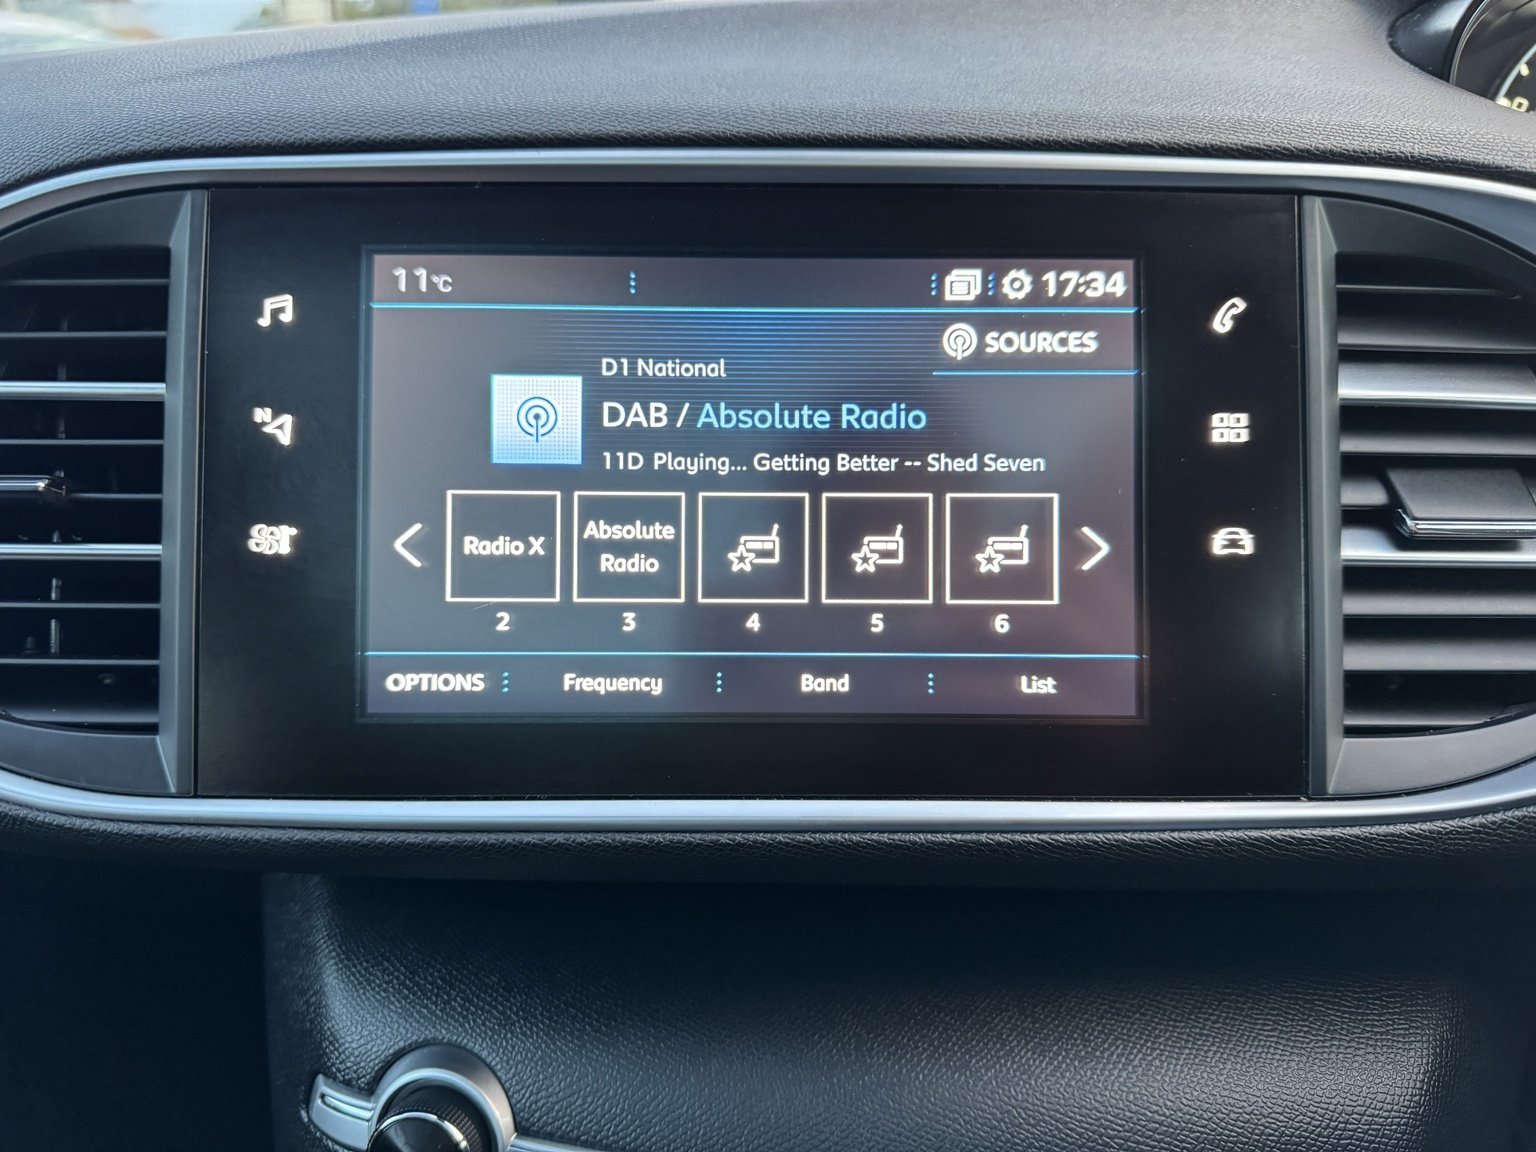 11°C
17:34
SOURCES
D1 National
DAB / Absolute Radio
11D Playing... Getting Better -- Shed Seven
N
Radio X
Absolute
Radio
2 3 4 5 6
OPTIONS Frequency Band List